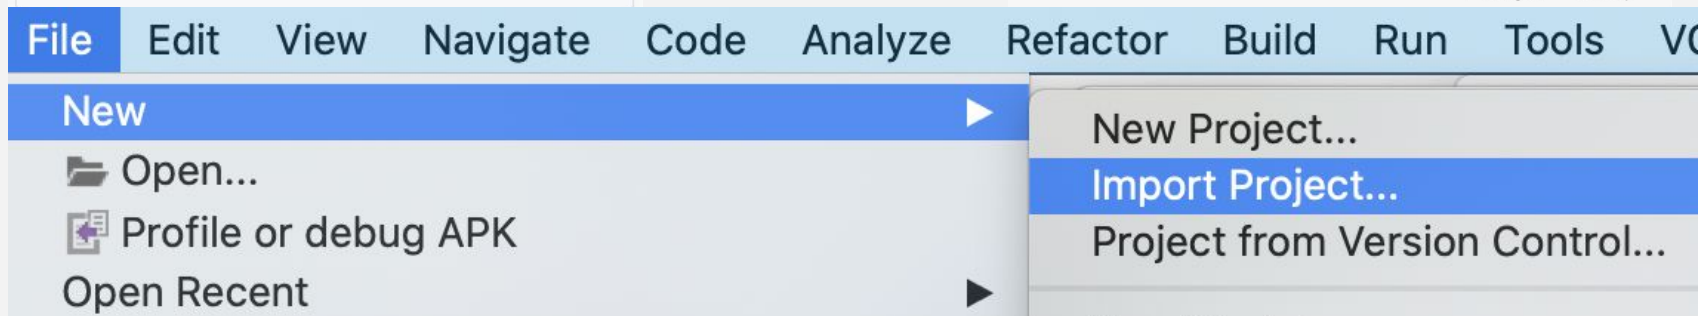 File Edit View Navigate Code Analyze Refactor Build Run Tools
New
Open...
Profile or debug APK
Open Recent
New Project...
Import Project...
Project from Version Control...